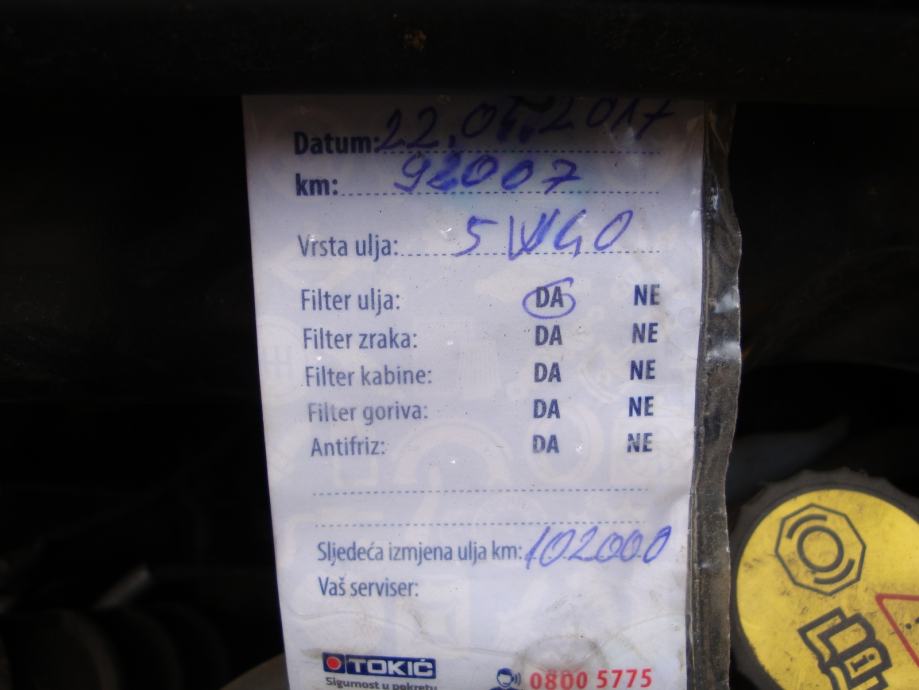 Datum: 22.0 .2017
km: 92007
Vrsta ulja: 5W40
Filter ulja: DA NE
Filter zraka: DA NE
Filter kabine: DA NE
Filter goriva: DA NE
Antifriz: DA NE
Sljedeća izmjena ulja km: 102000
Vaš serviser:
TOKIĆ
Sigurnost u pokretu
0800 5775